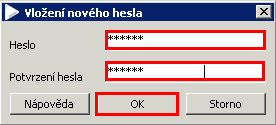 Vložení nového hesla
Heslo ******
Potvrzení hesla ******
Nápověda OK Storno